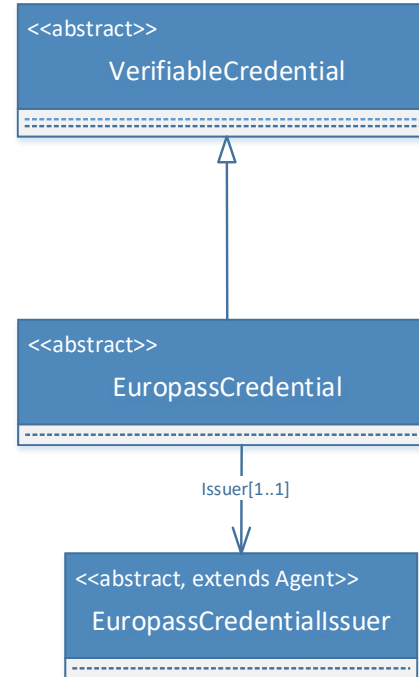 <<abstract>>
VerifiableCredential
<<abstract>>
EuropassCredential
Issuer[1..1]
<<abstract, extends Agent>>
EuropassCredentialIssuer